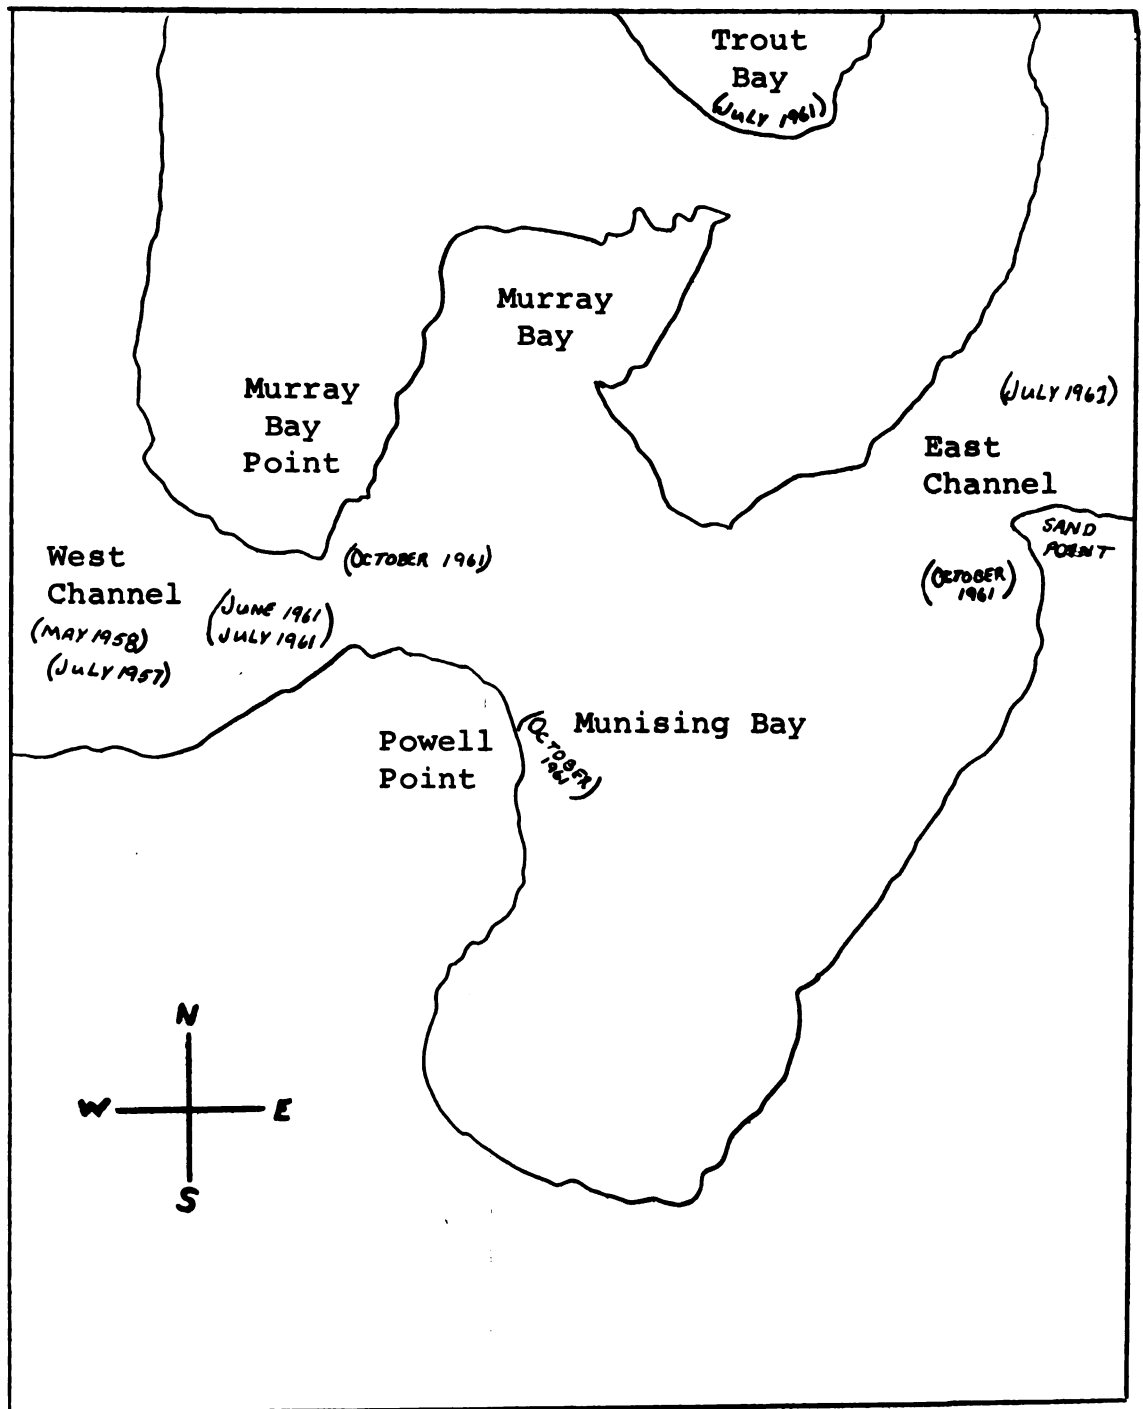 Trout
Bay
(JULY 1961)
Murray
Bay
Murray
Bay
Point
(JULY 1961)
East
Channel
SAND
POINT
West
Channel
(OCTOBER 1961)
(OCTOBER
1961)
(JUNE 1961
JULY 1961)
(MAY 1958)
(JULY 1957)
Munising Bay
(OCTOBER
1961)
Powell
Point
N
W
E
S